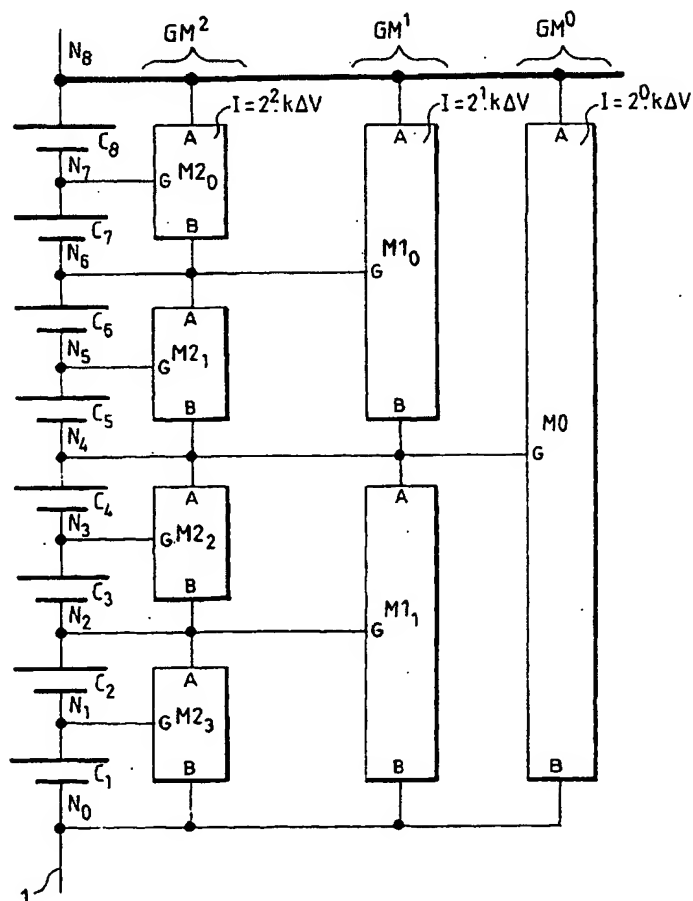 GM² GM¹ GM⁰
N₈
I=2².kΔV I=2¹.kΔV I=2⁰.kΔV
A A A
C₈
N₇ G M2₀
B
C₇
N₆ G M1₀
A
C₆
N₅ G M2₁
C₅ B B
N₄ G M0
A A
C₄
N₃ G M2₂
B
C₃
N₂ G M1₁
A
C₂
N₁ G M2₃
C₁ B B B
N₀
1